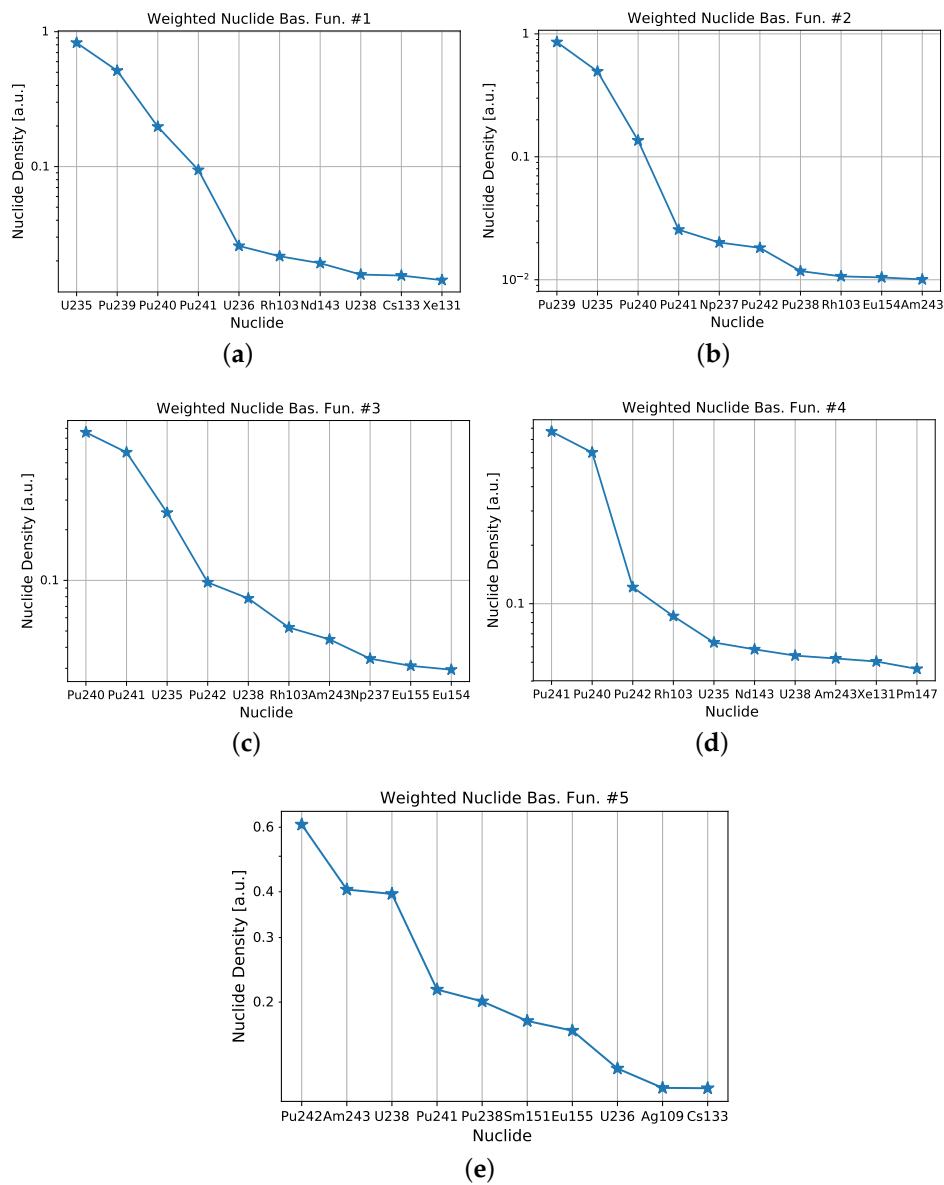 Weighted Nuclide Bas. Fun. #1
1
0.1
Nuclide Density [a.u.]
U235 Pu239 Pu240 Pu241 U236 Rh103 Nd143 U238 Cs133 Xe131
Nuclide
(a)
Weighted Nuclide Bas. Fun. #2
1
0.1
10⁻²
Nuclide Density [a.u.]
Pu239 U235 Pu240 Pu241 Np237 Pu242 Pu238 Rh103 Eu154 Am243
Nuclide
(b)
Weighted Nuclide Bas. Fun. #3
0.1
Nuclide Density [a.u.]
Pu240 Pu241 U235 Pu242 U238 Rh103 Am243 Np237 Eu155 Eu154
Nuclide
(c)
Weighted Nuclide Bas. Fun. #4
0.1
Nuclide Density [a.u.]
Pu241 Pu240 Pu242 Rh103 U235 Nd143 U238 Am243 Xe131 Pm147
Nuclide
(d)
Weighted Nuclide Bas. Fun. #5
0.6
0.4
0.3
0.2
Nuclide Density [a.u.]
Pu242 Am243 U238 Pu241 Pu238 Sm151 Eu155 U236 Ag109 Cs133
Nuclide
(e)